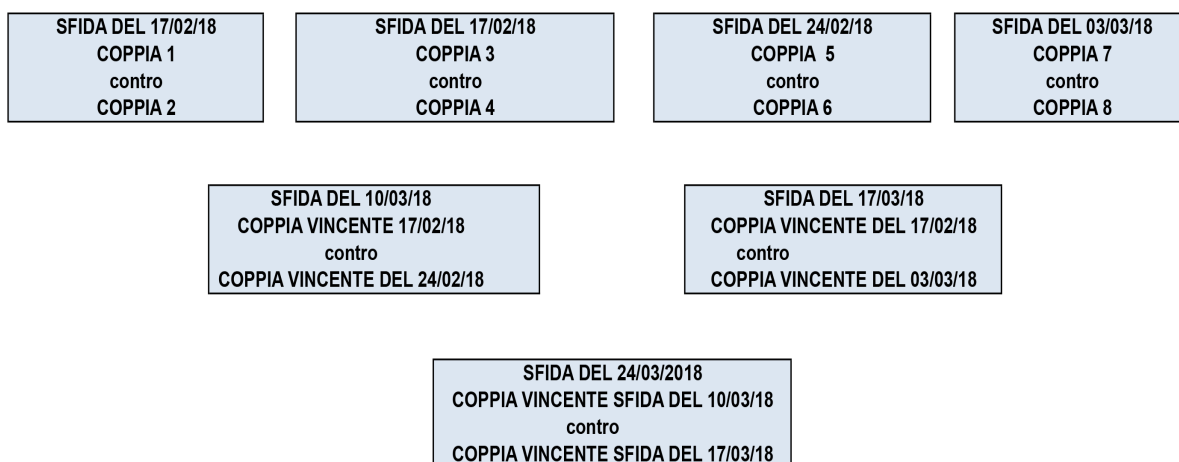 SFIDA DEL 17/02/18
COPPIA 1
contro
COPPIA 2
SFIDA DEL 17/02/18
COPPIA 3
contro
COPPIA 4
SFIDA DEL 24/02/18
COPPIA 5
contro
COPPIA 6
SFIDA DEL 03/03/18
COPPIA 7
contro
COPPIA 8
SFIDA DEL 10/03/18
COPPIA VINCENTE 17/02/18
contro
COPPIA VINCENTE DEL 24/02/18
SFIDA DEL 17/03/18
COPPIA VINCENTE DEL 17/02/18
contro
COPPIA VINCENTE DEL 03/03/18
SFIDA DEL 24/03/2018
COPPIA VINCENTE SFIDA DEL 10/03/18
contro
COPPIA VINCENTE SFIDA DEL 17/03/18